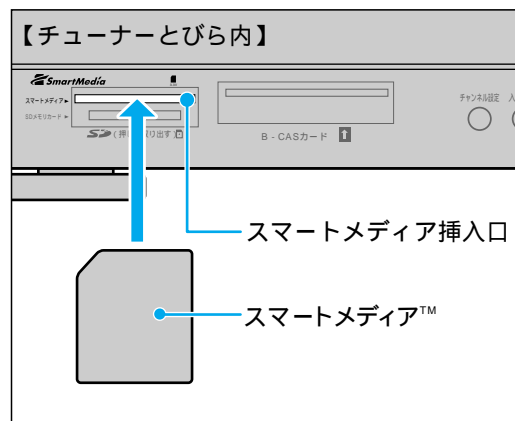 【チューナーとびら内】
SmartMedia
スマートメディア▶
チャンネル設定
SDメモリカード ▶
B - CASカード
スマートメディア挿入口
スマートメディア™